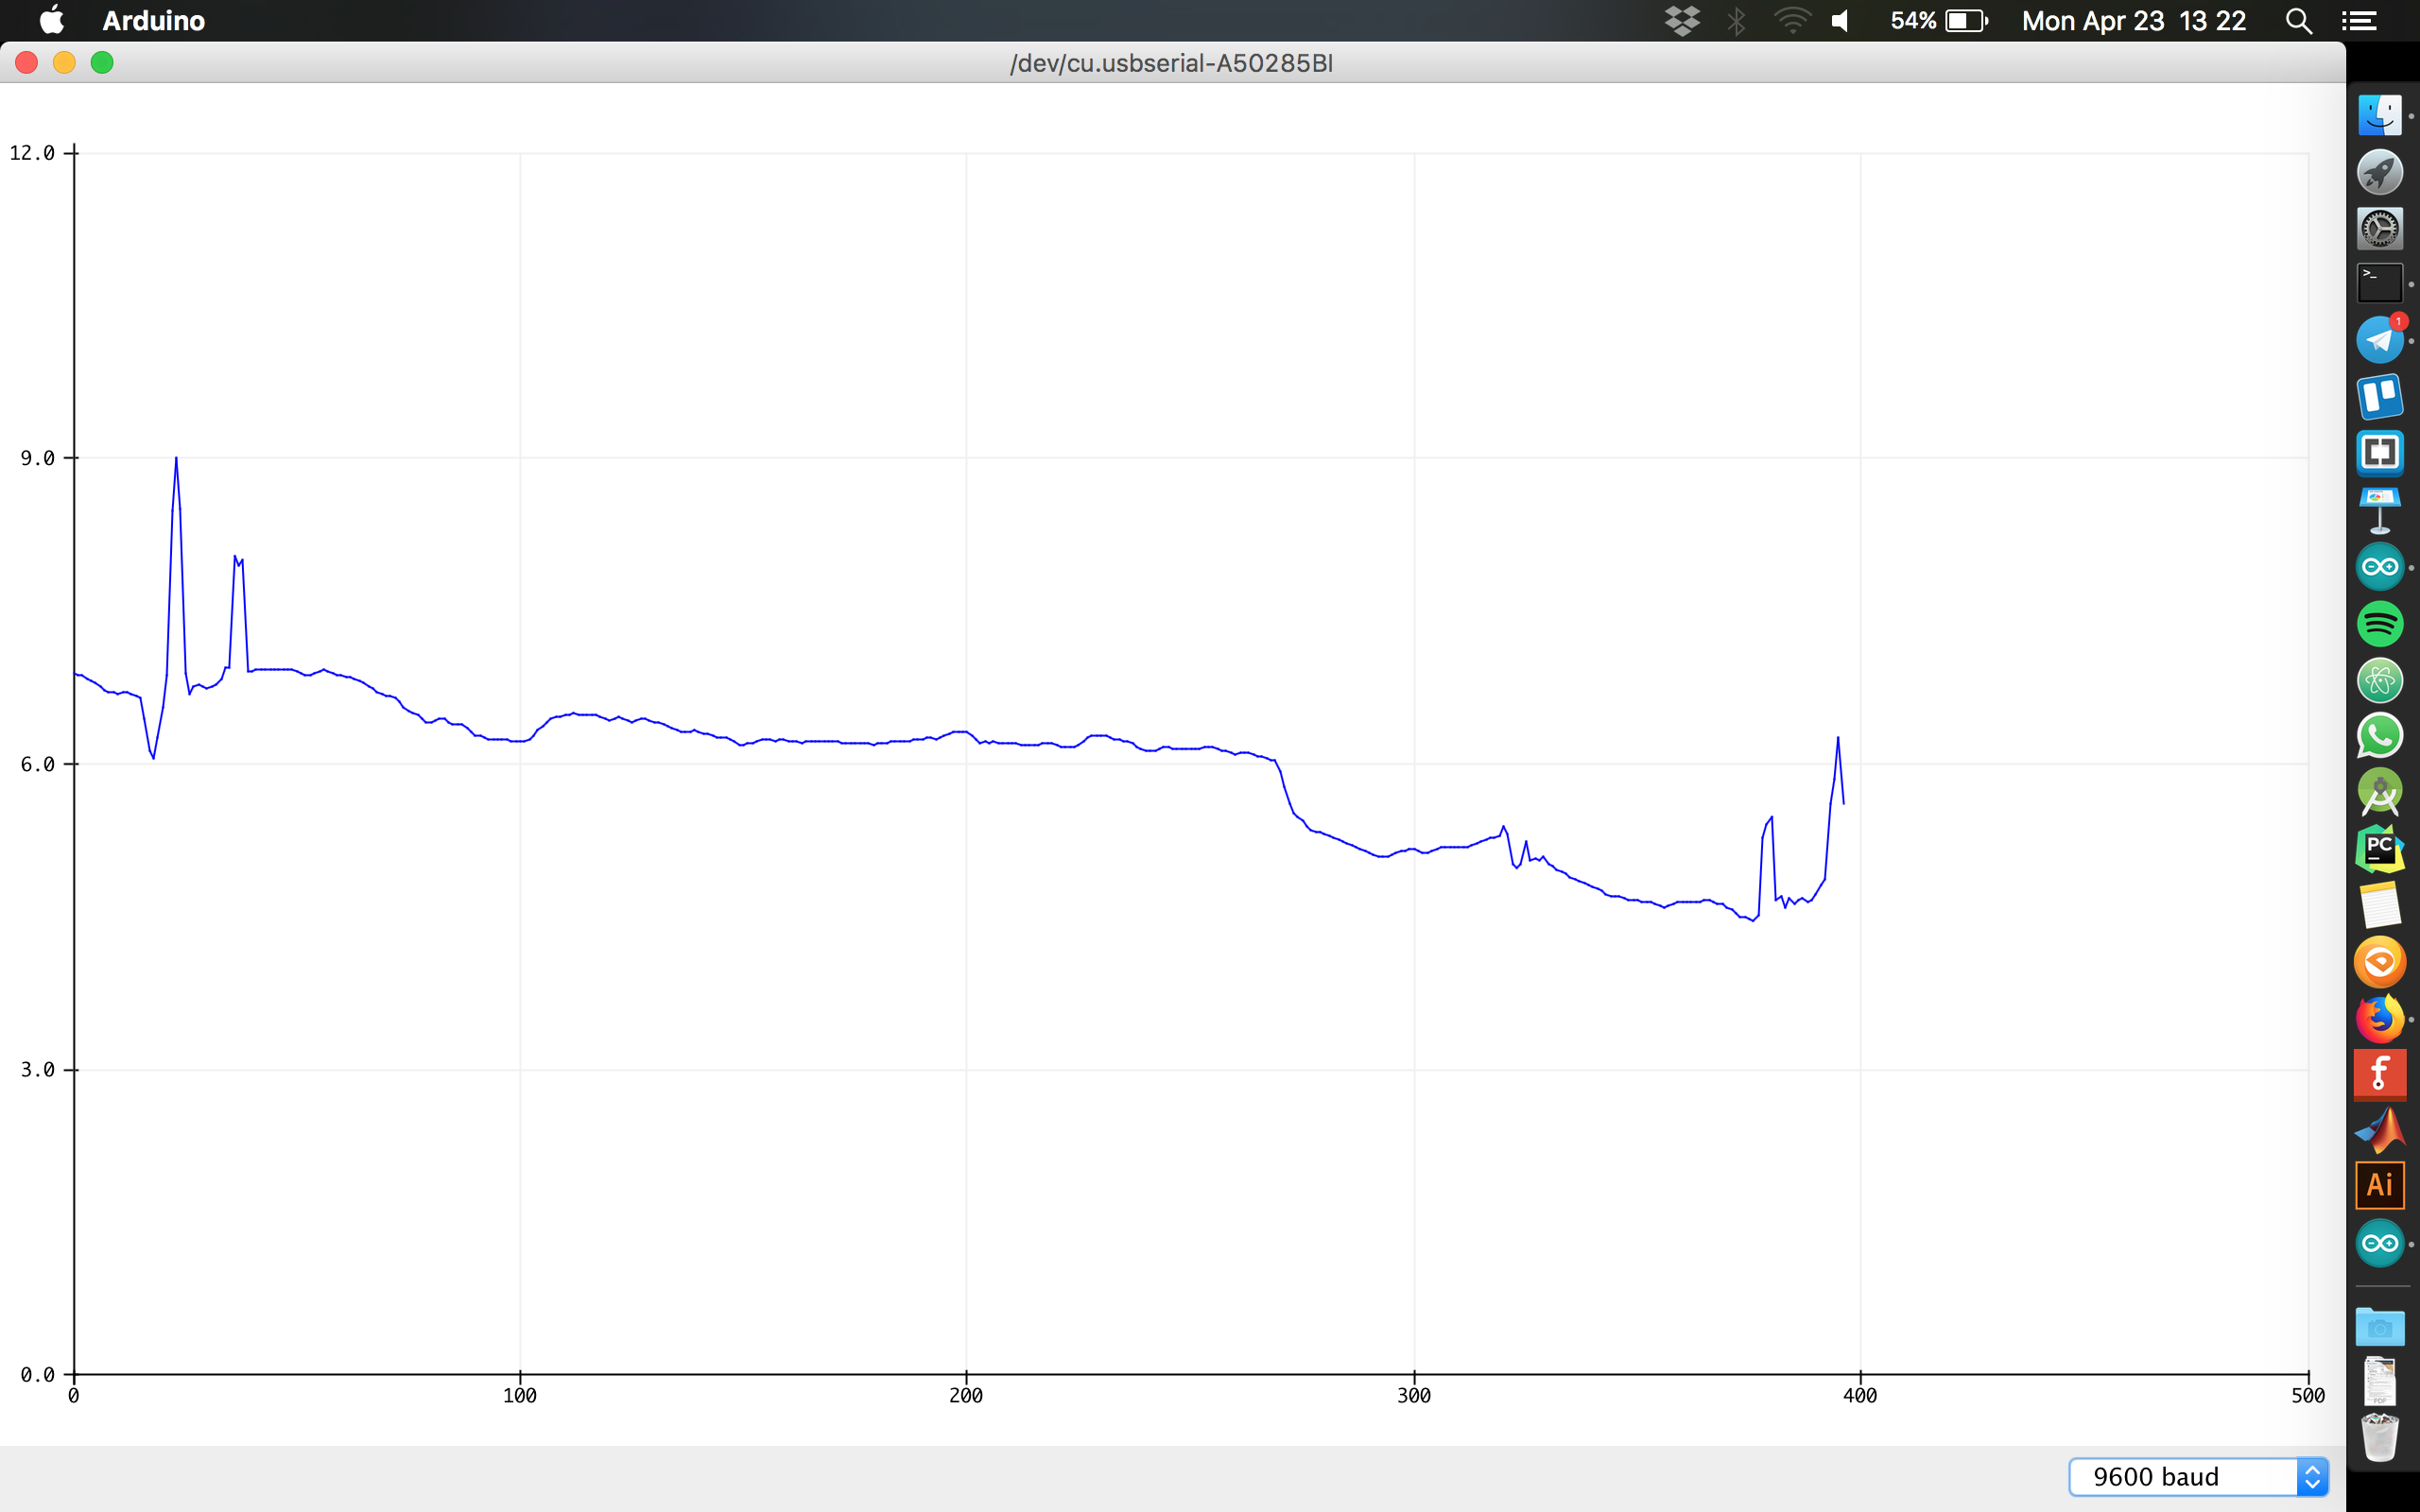 Arduino
54%
Mon Apr 23 13 22
/dev/cu.usbserial-A50285BI
12.0
9.0
6.0
3.0
0.0
0
100
200
300
400
500
9600 baud
>_
1
PC
f
Ai
PDF